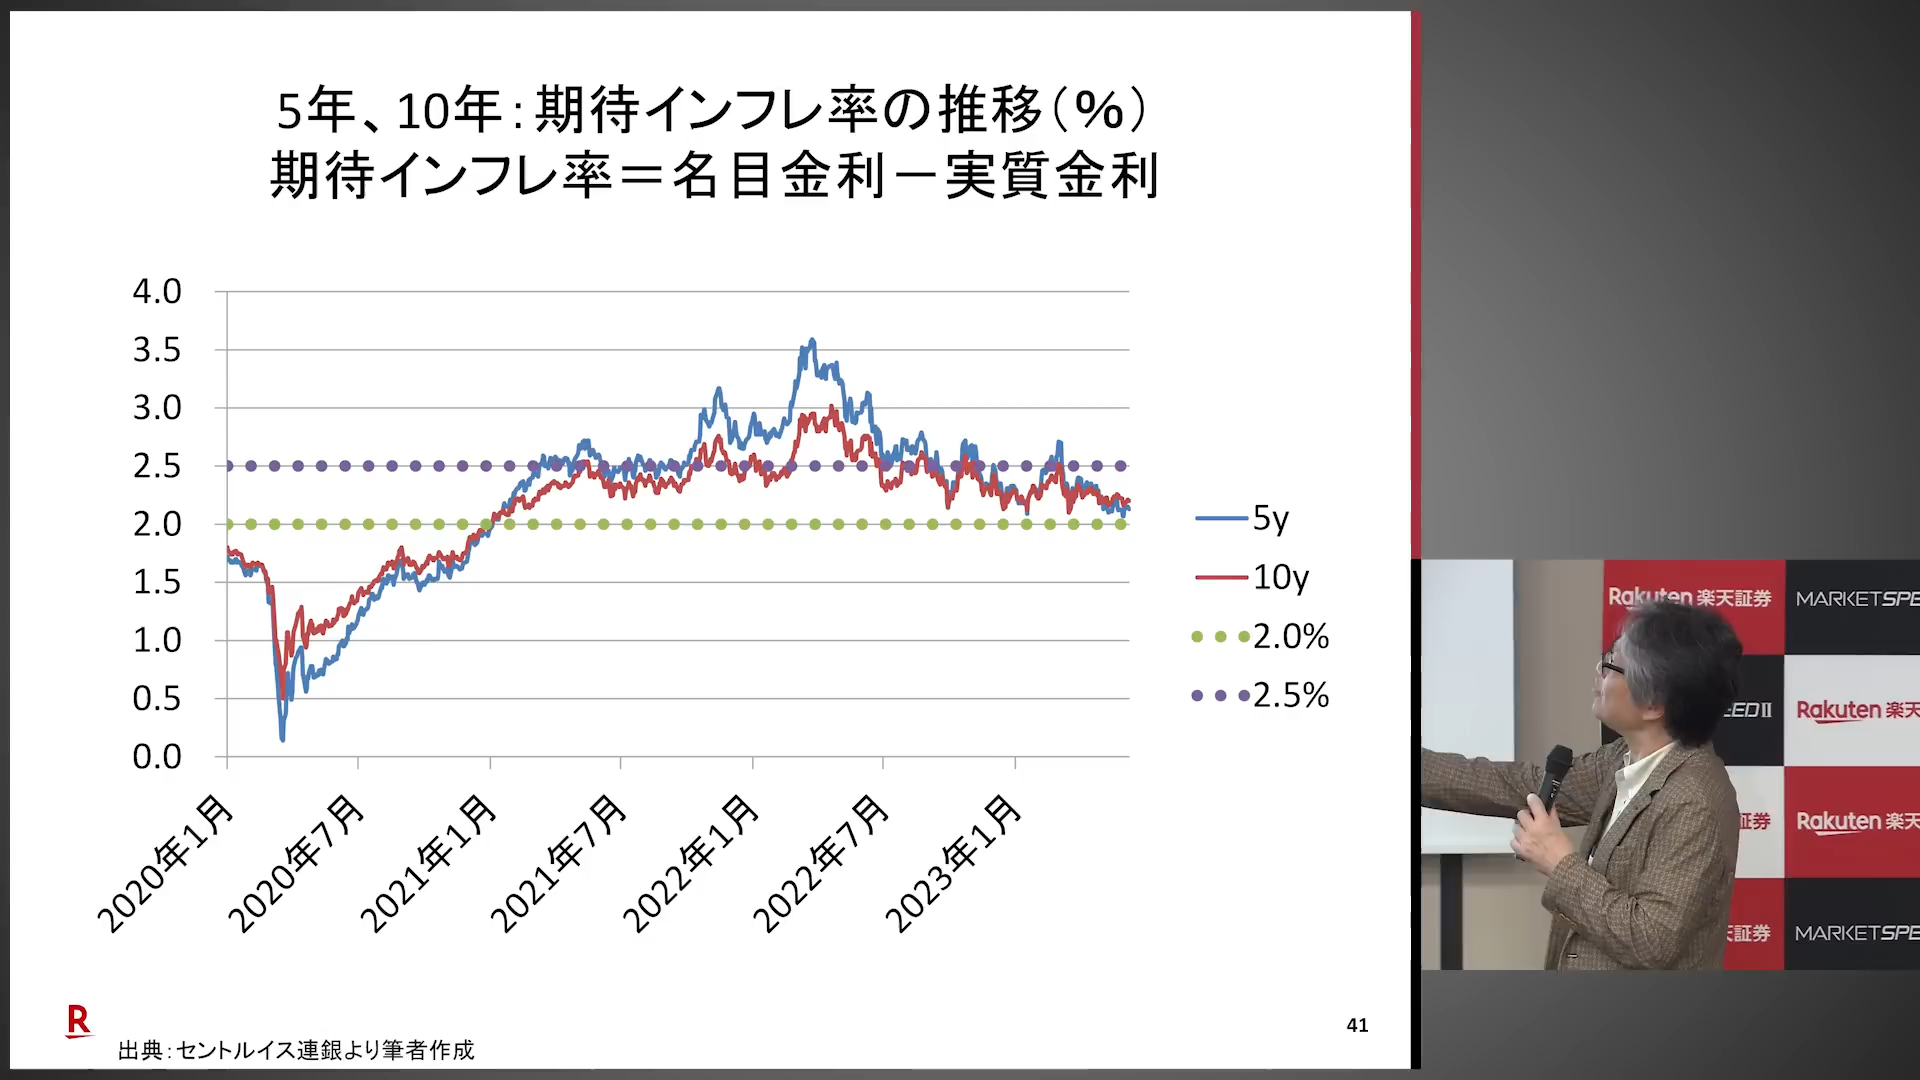 5年、10年：期待インフレ率の推移（％）
期待インフレ率＝名目金利－実質金利
4.0
3.5
3.0
2.5
2.0
1.5
1.0
0.5
0.0
2020年1月
2020年7月
2021年1月
2021年7月
2022年1月
2022年7月
2023年1月
5y
10y
2.0%
2.5%
R
出典：セントルイス連銀より筆者作成
41
Rakuten 楽天証券
MARKETSPE
EED II
Rakuten 楽天
証券
Rakuten 楽天
天証券
MARKETSPE